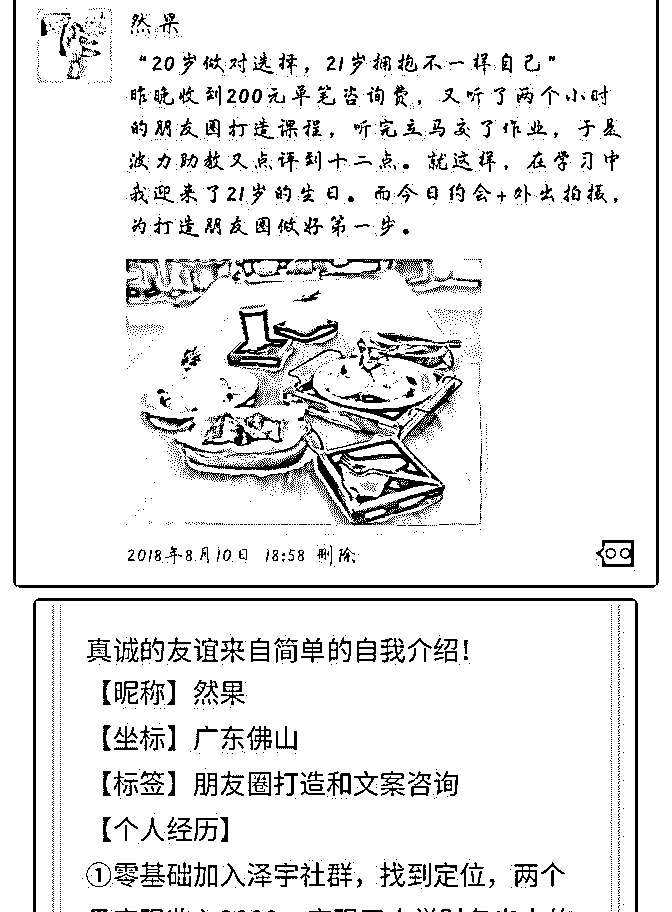 然果
“20岁做对选择，21岁拥抱不一样自己”
昨晚收到200元单笔咨询费，又听了两个小时
的朋友圈打造课程，听完立马交了作业，于是
波力助教又点评到十二点。就这样，在学习中
我迎来了21岁的生日。而今日约会+外出拍摄，
为打造朋友圈做好第一步。
2018年8月10日 18:58 删除
真诚的友谊来自简单的自我介绍！
【昵称】然果
【坐标】广东佛山
【标签】朋友圈打造和文案咨询
【个人经历】
①零基础加入泽宇社群，找到定位，两个